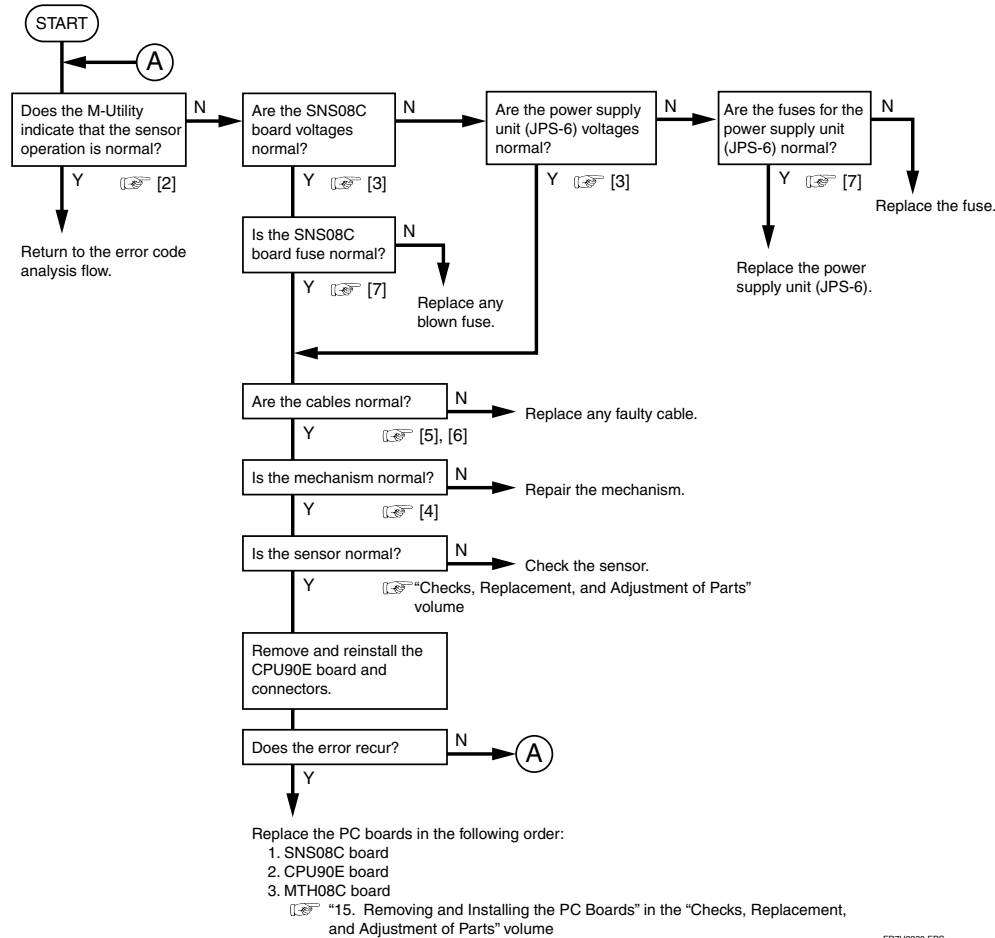 START
A
Does the M-Utility
indicate that the sensor
operation is normal?
N
Y
[2]
Return to the error code
analysis flow.
Are the SNS08C
board voltages
normal?
N
Y
[3]
Is the SNS08C
board fuse normal?
N
Y
[7]
Replace any
blown fuse.
Are the power supply
unit (JPS-6) voltages
normal?
N
Y
[3]
Are the fuses for the
power supply unit
(JPS-6) normal?
N
Y
[7]
Replace the fuse.
Replace the power
supply unit (JPS-6).
Are the cables normal?
N
Replace any faulty cable.
Y
[5], [6]
Is the mechanism normal?
N
Repair the mechanism.
Y
[4]
Is the sensor normal?
N
Check the sensor.
Y
“Checks, Replacement, and Adjustment of Parts”
volume
Remove and reinstall the
CPU90E board and
connectors.
Does the error recur?
N
A
Y
Replace the PC boards in the following order:
1. SNS08C board
2. CPU90E board
3. MTH08C board
“15. Removing and Installing the PC Boards” in the “Checks, Replacement,
and Adjustment of Parts” volume